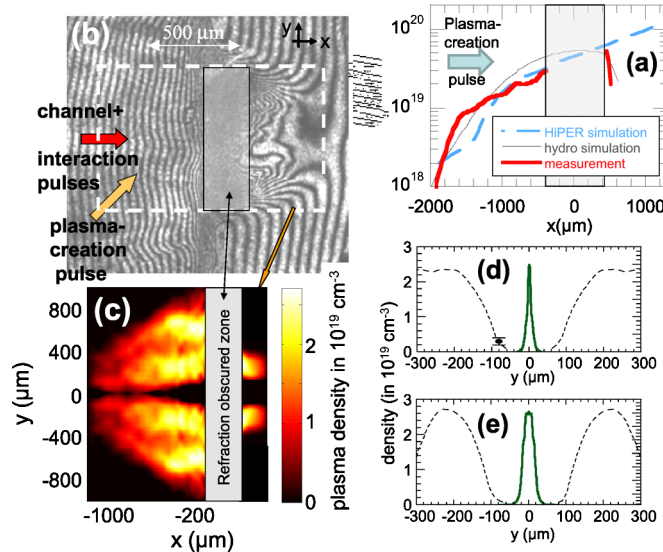 (b)
500 μm
y
x
channel+
interaction
pulses
plasma-
creation
pulse
10^20
10^19
10^18
Plasma-
creation
pulse
(a)
HiPER simulation
hydro simulation
measurement
-2000 -1000 0 1000
x(μm)
(c)
800
400
0
-400
-800
y (μm)
-1000 -200
x (μm)
Refraction obscured zone
2
1
0
plasma density in 10^19 cm^-3
(d)
3
2
1
0
-300 -200 -100 0 100 200 300
y (μm)
density (in 10^19 cm^-3)
(e)
3
2
1
0
-300 -200 -100 0 100 200 300
y (μm)